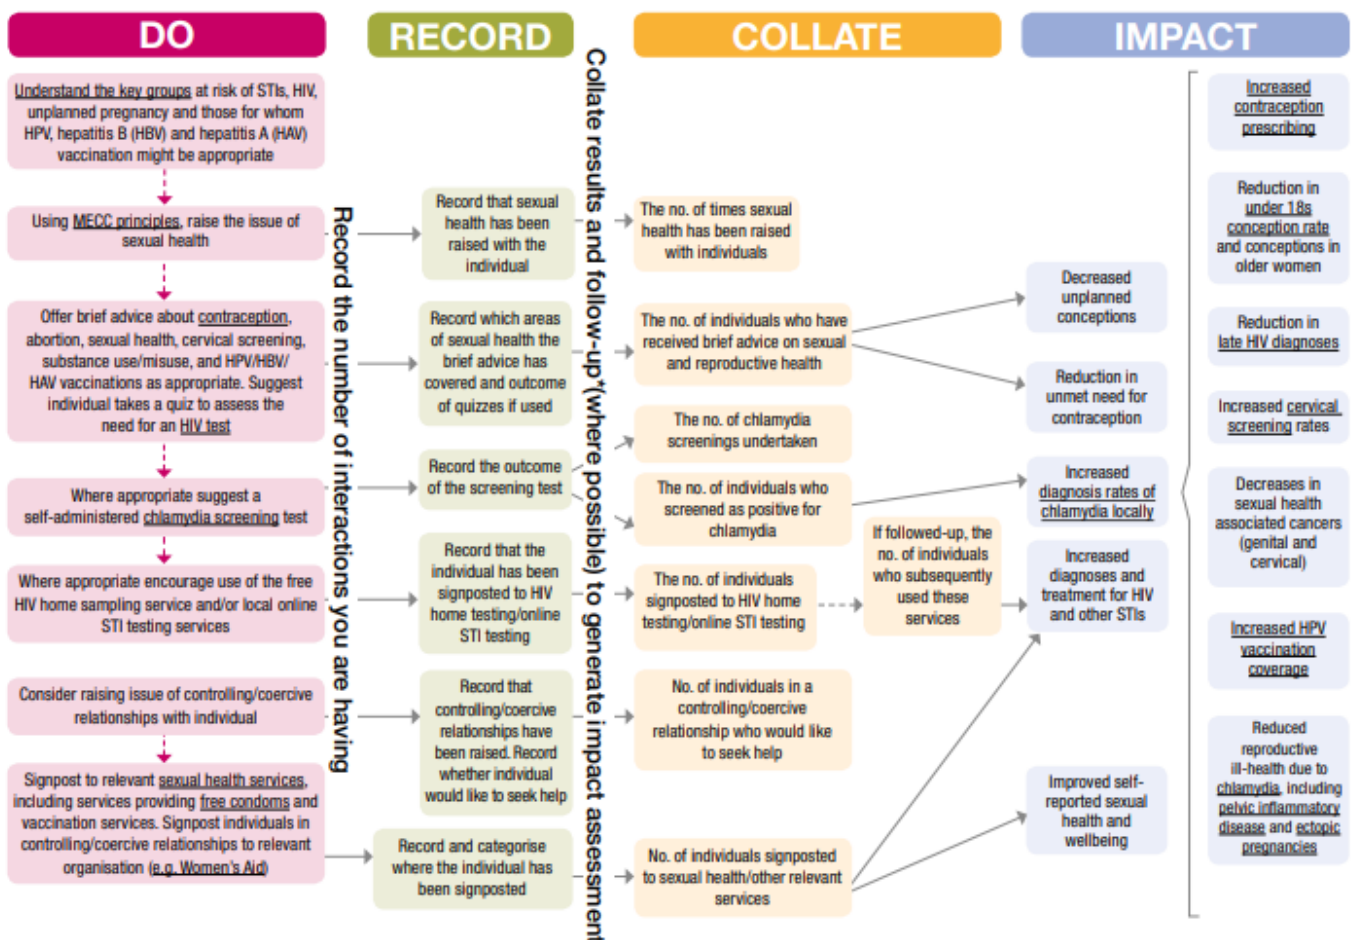 DO
Understand the key groups at risk of STIs, HIV,
unplanned pregnancy and those for whom
HPV, hepatitis B (HBV) and hepatitis A (HAV)
vaccination might be appropriate
Using MECC principles, raise the issue of
sexual health
Offer brief advice about contraception,
abortion, sexual health, cervical screening,
substance use/misuse, and HPV/HBV/
HAV vaccinations as appropriate. Suggest
individual takes a quiz to assess the
need for an HIV test
Where appropriate suggest a
self-administered chlamydia screening test
Where appropriate encourage use of the free
HIV home sampling service and/or local online
STI testing services
Consider raising issue of controlling/coercive
relationships with individual
Signpost to relevant sexual health services,
including services providing free condoms and
vaccination services. Signpost individuals in
controlling/coercive relationships to relevant
organisation (e.g. Women's Aid)
Record the number of interactions you are having
RECORD
Record that sexual
health has been
raised with the
individual
Record which areas
of sexual health the
brief advice has
covered and outcome
of quizzes if used
Record the outcome
of the screening test
Record that the
individual has been
signposted to HIV
home testing/online
STI testing
Record that
controlling/coercive
relationships have
been raised. Record
whether individual
would like to seek help
Record and categorise
where the individual has
been signposted
Collate results and follow-up*(where possible) to generate impact assessment
COLLATE
The no. of times sexual
health has been raised
with individuals
The no. of individuals who have
received brief advice on sexual
and reproductive health
The no. of chlamydia
screenings undertaken
The no. of individuals who
screened as positive for
chlamydia
The no. of individuals
signposted to HIV home
testing/online STI testing
If followed-up, the
no. of individuals
who subsequently
used these
services
No. of individuals in a
controlling/coercive
relationship who would like
to seek help
No. of individuals signposted
to sexual health/other relevant
services
IMPACT
Decreased
unplanned
conceptions
Reduction in
unmet need for
contraception
Increased
diagnosis rates of
chlamydia locally
Increased
diagnoses and
treatment for HIV
and other STIs
Improved self-
reported sexual
health and
wellbeing
Increased
contraception
prescribing
Reduction in
under 18s
conception rate
and conceptions in
older women
Reduction in
late HIV diagnoses
Increased cervical
screening rates
Decreases in
sexual health
associated cancers
(genital and
cervical)
Increased HPV
vaccination
coverage
Reduced
reproductive
ill-health due to
chlamydia, including
pelvic inflammatory
disease and ectopic
pregnancies